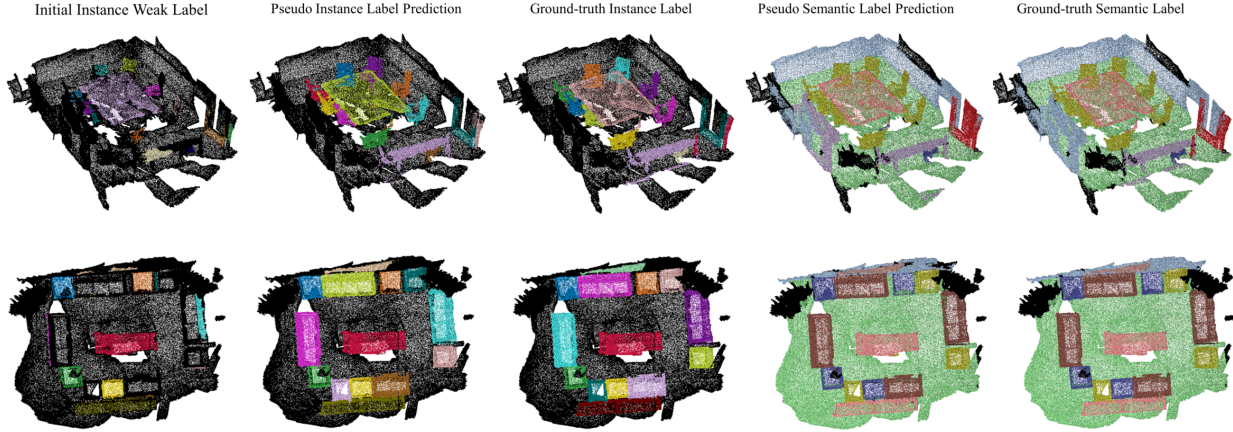 Initial Instance Weak Label
Pseudo Instance Label Prediction
Ground-truth Instance Label
Pseudo Semantic Label Prediction
Ground-truth Semantic Label